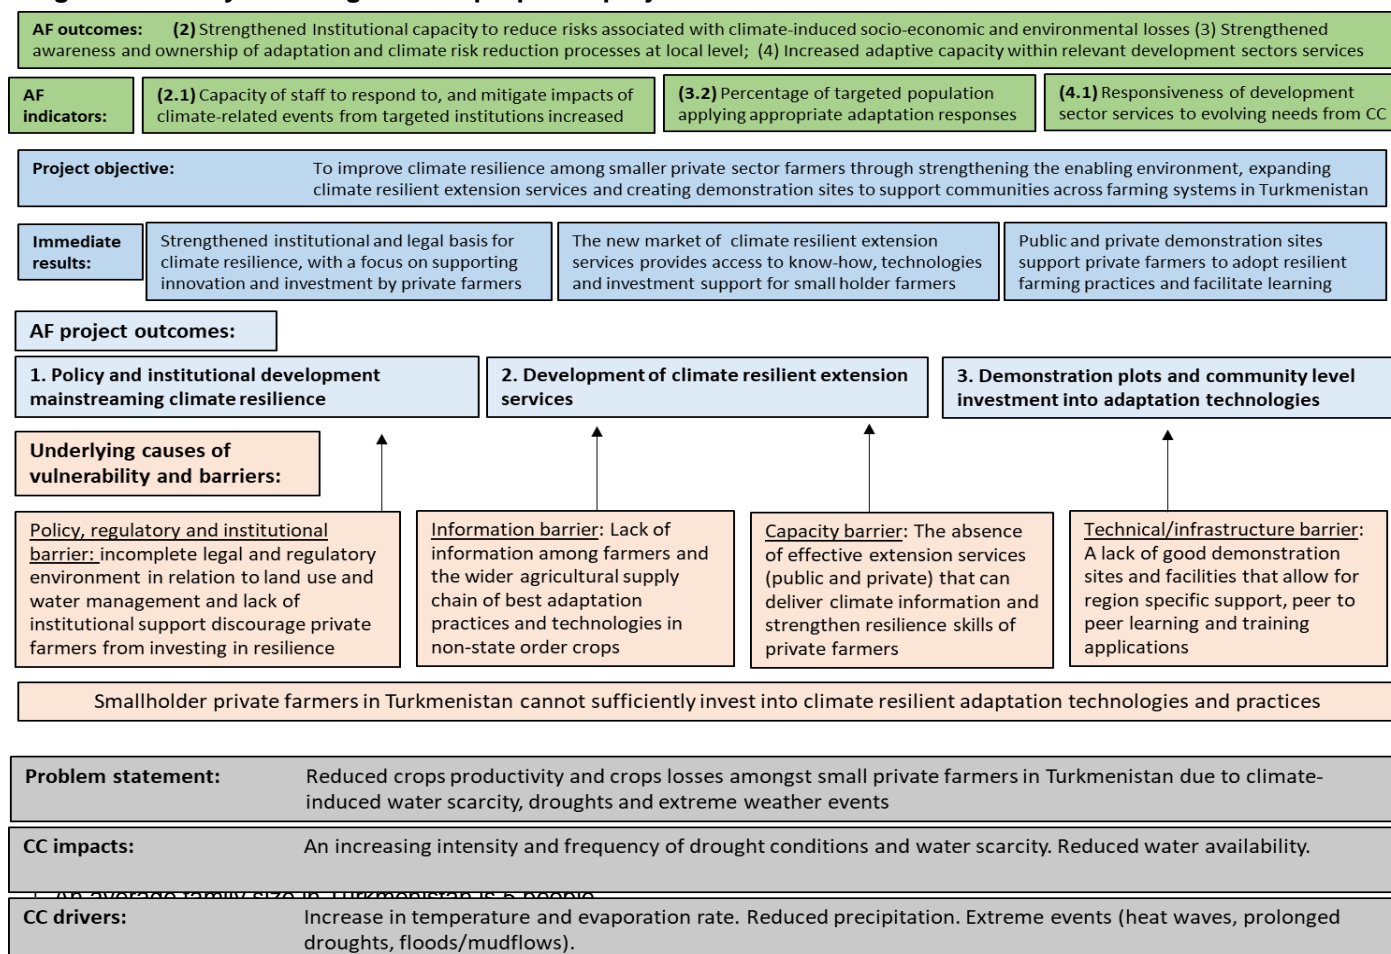 AF outcomes: (2) Strengthened Institutional capacity to reduce risks associated with climate-induced socio-economic and environmental losses (3) Strengthened
awareness and ownership of adaptation and climate risk reduction processes at local level; (4) Increased adaptive capacity within relevant development sectors services
AF
indicators:
(2.1) Capacity of staff to respond to, and mitigate impacts of
climate-related events from targeted institutions increased
(3.2) Percentage of targeted population
applying appropriate adaptation responses
(4.1) Responsiveness of development
sector services to evolving needs from CC
Project objective: To improve climate resilience among smaller private sector farmers through strengthening the enabling environment, expanding
climate resilient extension services and creating demonstration sites to support communities across farming systems in Turkmenistan
Immediate
results:
Strengthened institutional and legal basis for
climate resilience, with a focus on supporting
innovation and investment by private farmers
The new market of climate resilient extension
services provides access to know-how, technologies
and investment support for small holder farmers
Public and private demonstration sites
support private farmers to adopt resilient
farming practices and facilitate learning
AF project outcomes:
1. Policy and institutional development
mainstreaming climate resilience
2. Development of climate resilient extension
services
3. Demonstration plots and community level
investment into adaptation technologies
Underlying causes of
vulnerability and barriers:
Policy, regulatory and institutional
barrier: incomplete legal and regulatory
environment in relation to land use and
water management and lack of
institutional support discourage private
farmers from investing in resilience
Information barrier: Lack of
information among farmers and
the wider agricultural supply
chain of best adaptation
practices and technologies in
non-state order crops
Capacity barrier: The absence
of effective extension services
(public and private) that can
deliver climate information and
strengthen resilience skills of
private farmers
Technical/infrastructure barrier:
A lack of good demonstration
sites and facilities that allow for
region specific support, peer to
peer learning and training
applications
Smallholder private farmers in Turkmenistan cannot sufficiently invest into climate resilient adaptation technologies and practices
Problem statement: Reduced crops productivity and crops losses amongst small private farmers in Turkmenistan due to climate-
induced water scarcity, droughts and extreme weather events
CC impacts: An increasing intensity and frequency of drought conditions and water scarcity. Reduced water availability.
An average family size in Turkmenistan is 5 people
CC drivers: Increase in temperature and evaporation rate. Reduced precipitation. Extreme events (heat waves, prolonged
droughts, floods/mudflows).